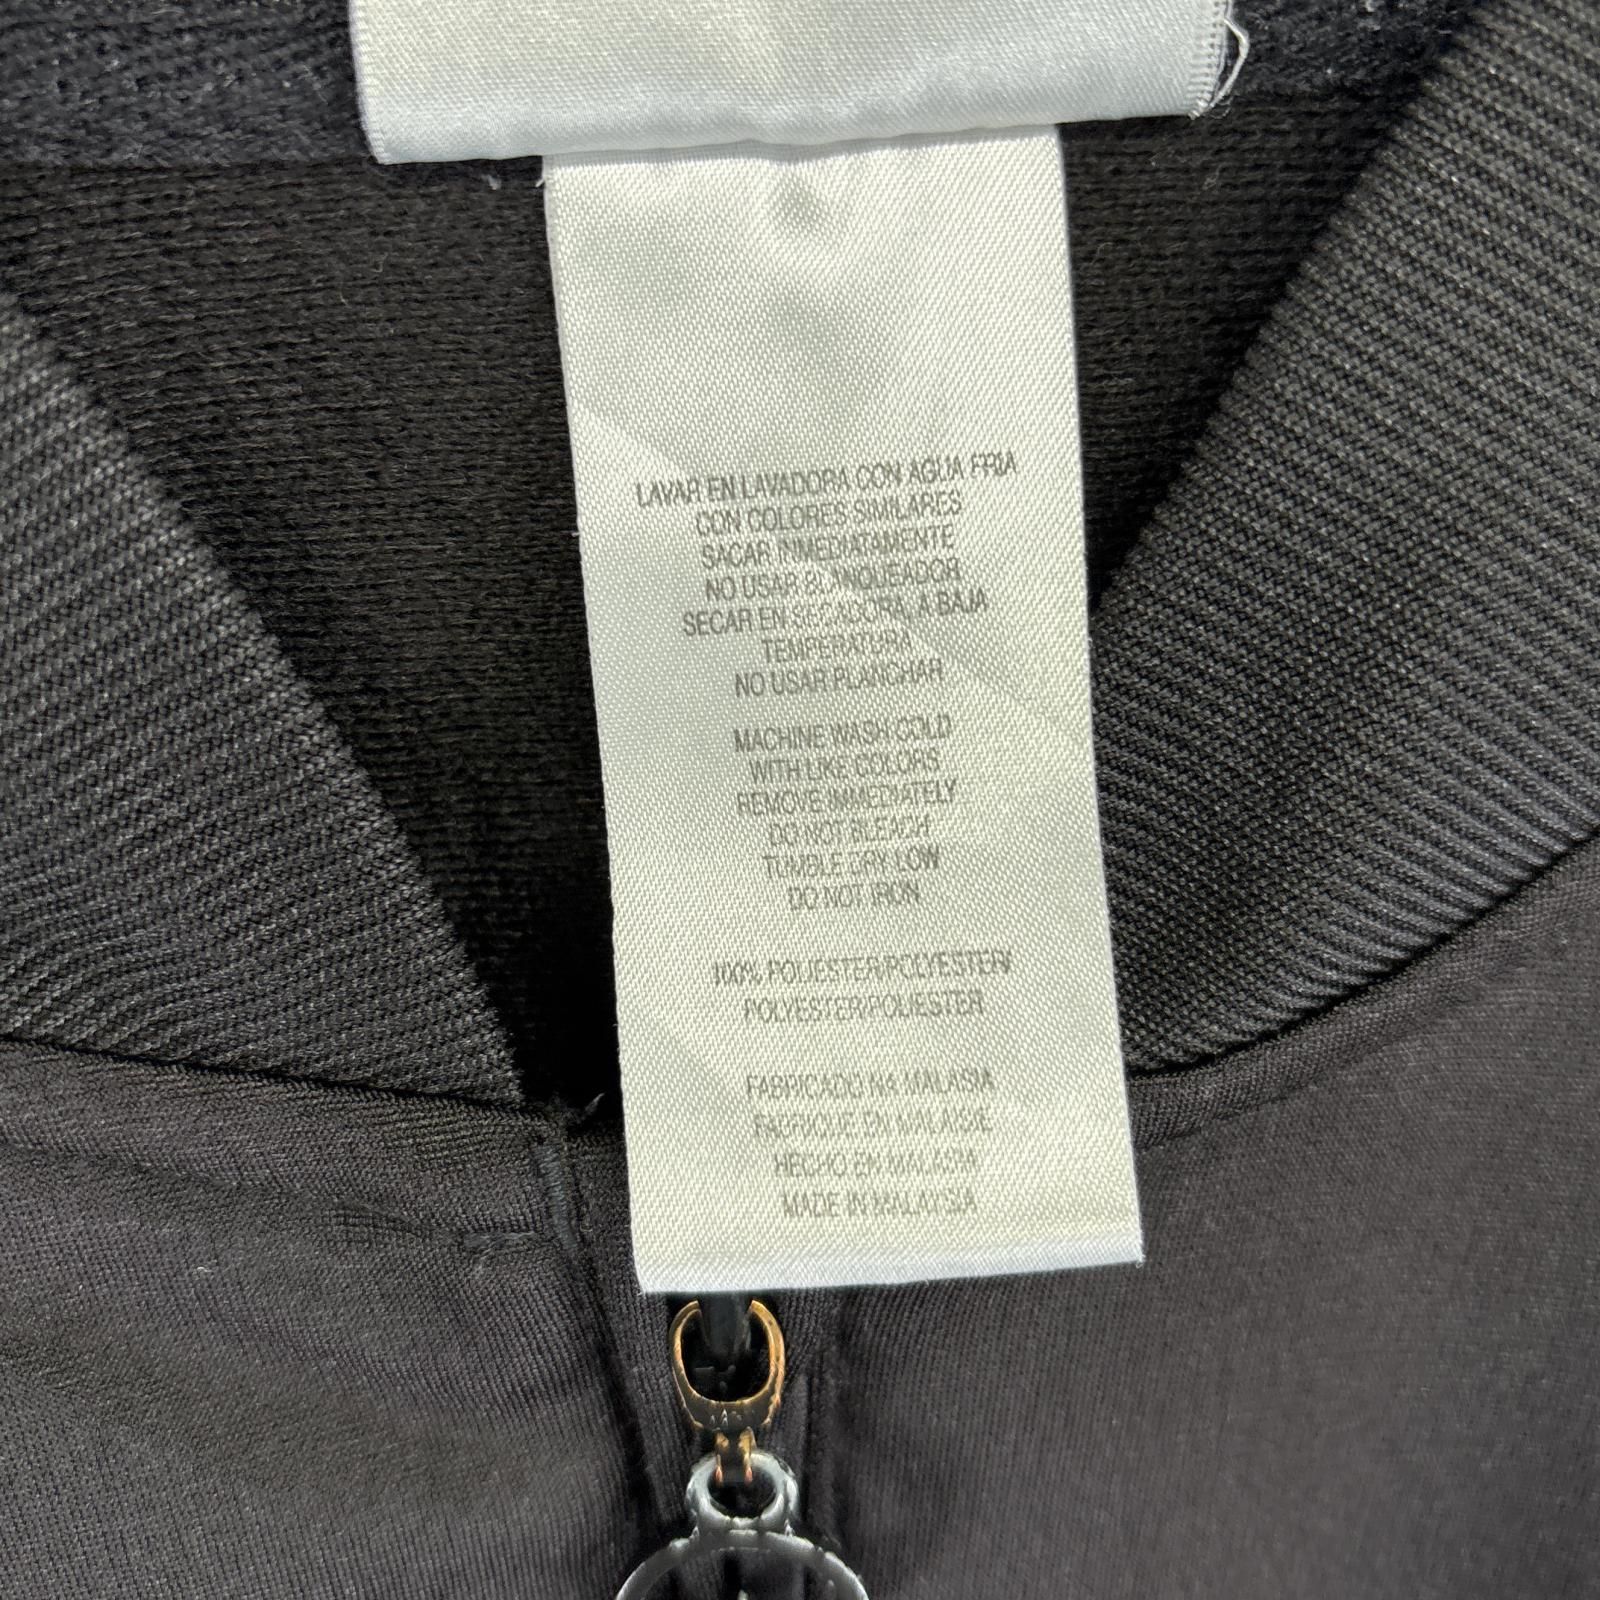 LAVAR EN LAVADORA CON AGUA FRIA
CON COLORES SIMILARES
SACAR INMEDIATAMENTE
NO USAR BLANQUEADOR
SECAR EN SECADORA, A BAJA
TEMPERATURA
NO USAR PLANCHAR
MACHINE WASH COLD
WITH LIKE COLORS
REMOVE IMMEDIATELY
DO NOT BLEACH
TUMBLE DRY LOW
DO NOT IRON
100% POLIESTER/POLYESTER/
POLYESTER/POLIESTER
FABRICADO NA MALASIA
FABRIQUE EN MALAISIE
HECHO EN MALASIA
MADE IN MALAYSIA